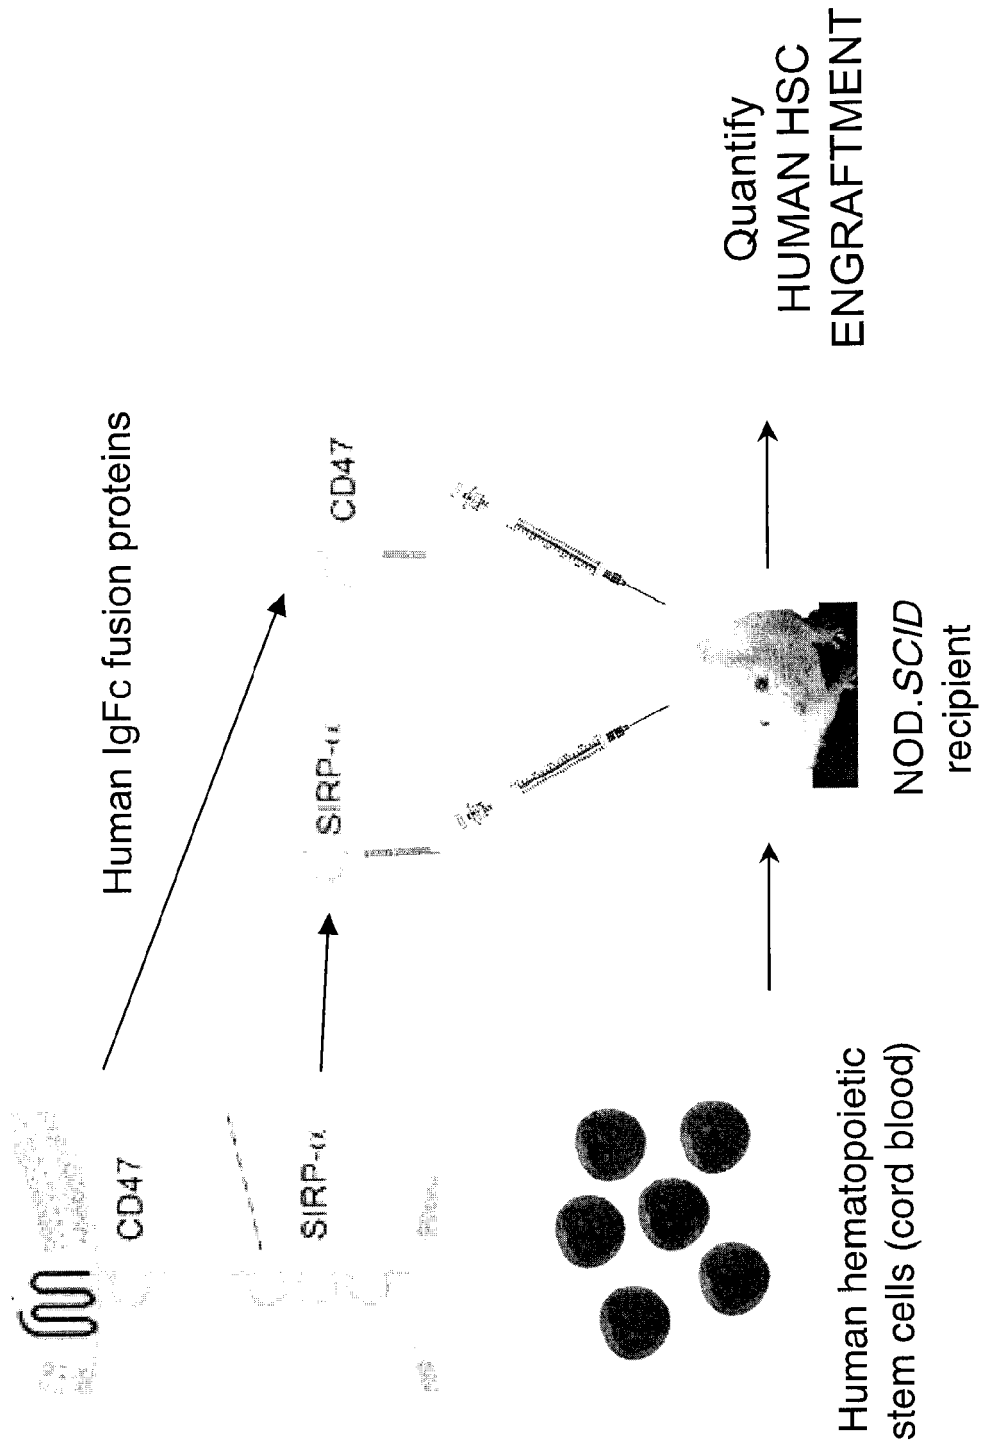 Human IgFc fusion proteins
CD47
SIRP-α
CD47
SIRP-α
Human hematopoietic
stem cells (cord blood)
NOD.SCID
recipient
Quantify
HUMAN HSC
ENGRAFTMENT